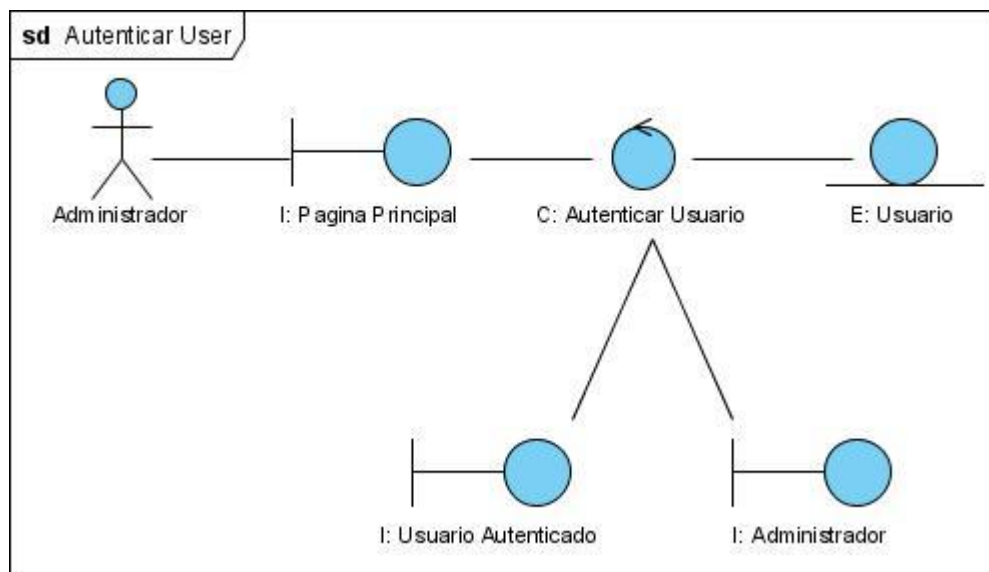 sd Autenticar User
Administrador
I: Pagina Principal
C: Autenticar Usuario
E: Usuario
I: Usuario Autenticado
I: Administrador